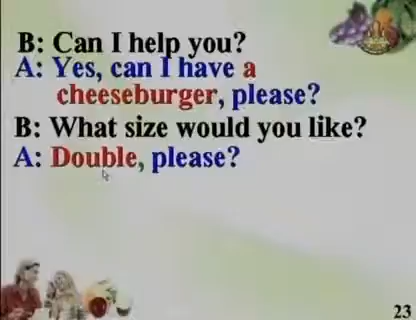 B: Can I help you?
A: Yes, can I have a
cheeseburger, please?
B: What size would you like?
A: Double, please?
23